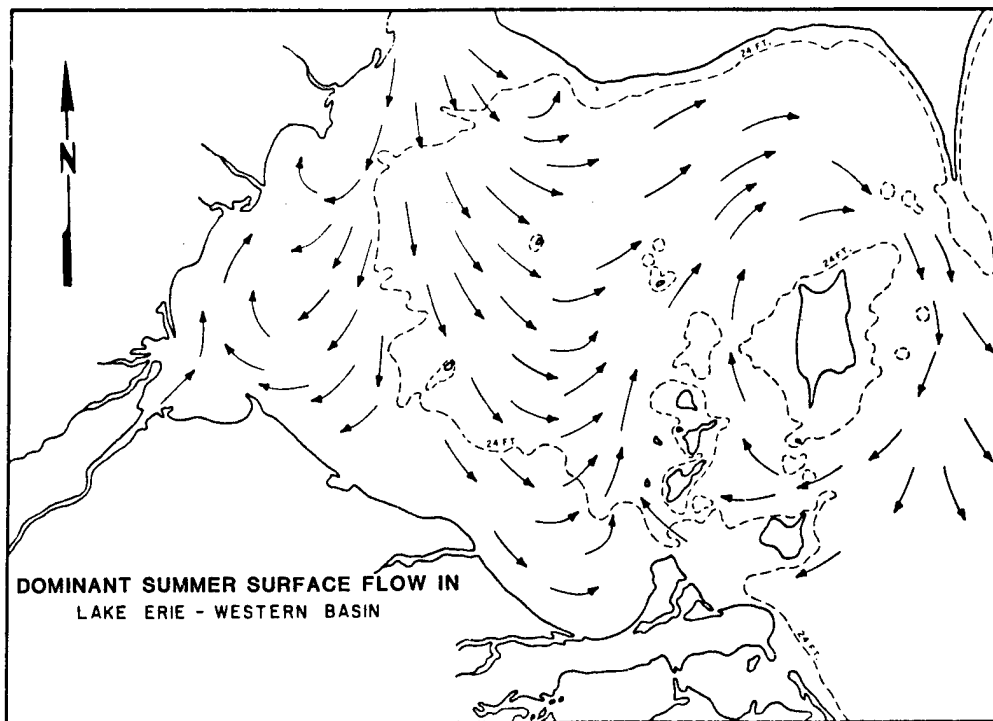 24 FT.
N
24 FT.
24 FT.
DOMINANT SUMMER SURFACE FLOW IN
LAKE ERIE - WESTERN BASIN
24 FT.